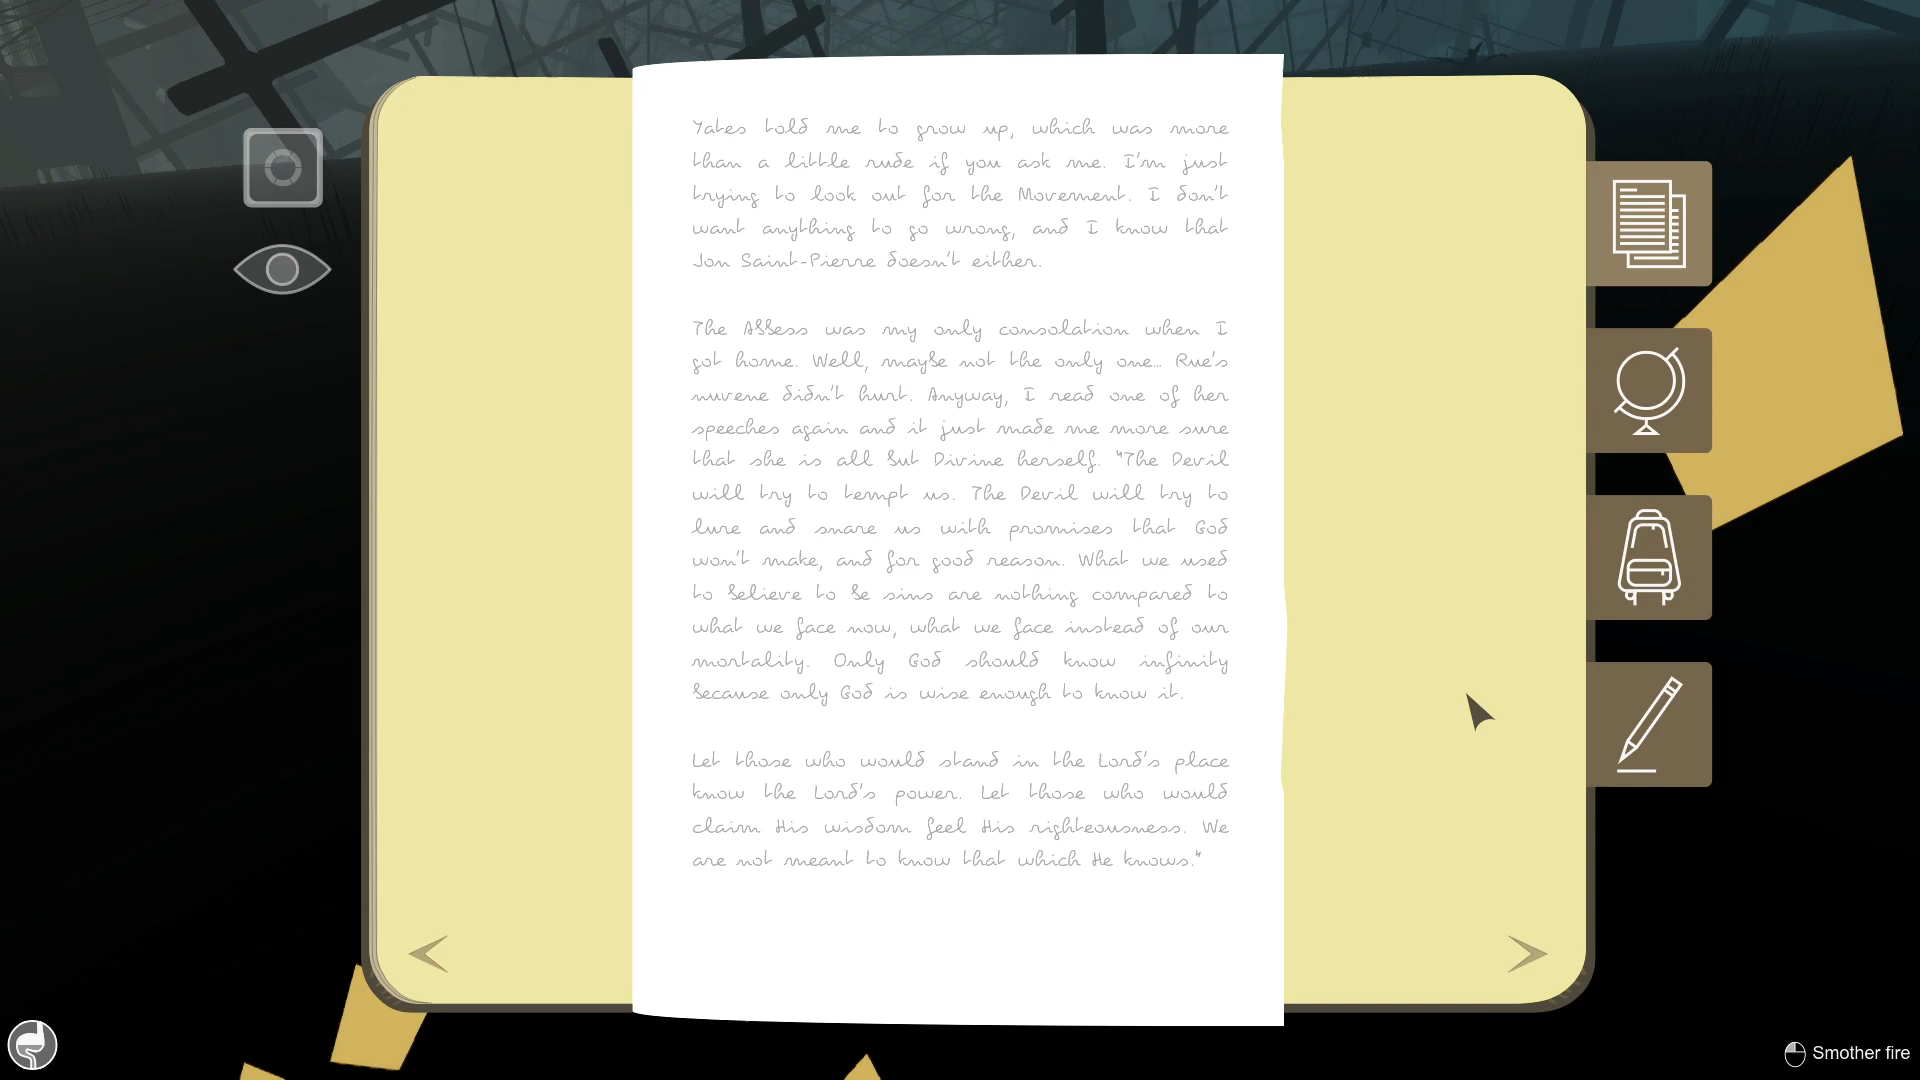 Yates told me to grow up, which was more
than a little rude if you ask me. I'm just
trying to look out for the Movement. I don't
want anything to go wrong, and I know that
Jon Saint-Pierre doesn't either.
The Abbess was my only consolation when I
got home. Well, maybe not the only one... Rue's
nuvene didn't hurt. Anyway, I read one of her
speeches again and it just made me more sure
that she is all but Divine herself. "The Devil
will try to tempt us. The Devil will try to
lure and snare us with promises that God
won't make, and for good reason. What we used
to believe to be sins are nothing compared to
what we face now, what we face instead of our
mortality. Only God should know infinity
because only God is wise enough to know it.
Let those who would stand in the Lord's place
know the Lord's power. Let those who would
claim His wisdom feel His righteousness. We
are not meant to know that which He knows."
Smother fire